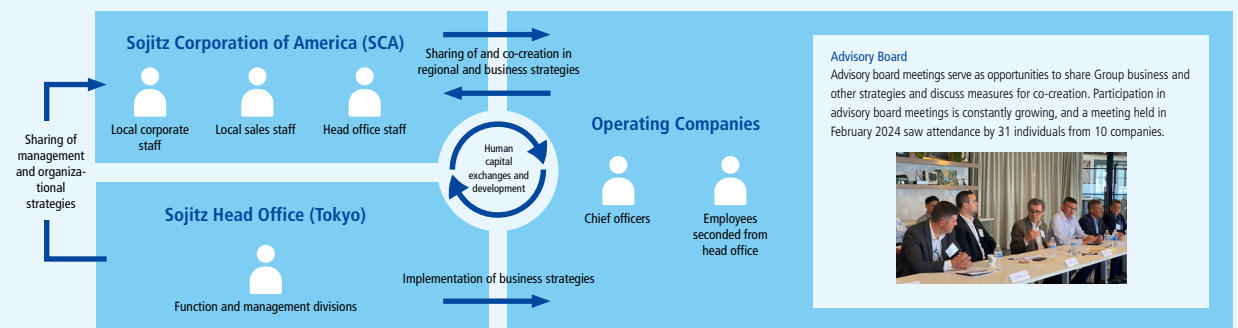 Sojitz Corporation of America (SCA)
Local corporate
staff
Local sales staff
Head office staff
Sharing of
management
and organiza-
tional
strategies
Sojitz Head Office (Tokyo)
Function and management divisions
Sharing of and co-creation in
regional and business strategies
Human
capital
exchanges and
development
Implementation of business strategies
Operating Companies
Chief officers
Employees
seconded from
head office
Advisory Board
Advisory board meetings serve as opportunities to share Group business and
other strategies and discuss measures for co-creation. Participation in
advisory board meetings is constantly growing, and a meeting held in
February 2024 saw attendance by 31 individuals from 10 companies.